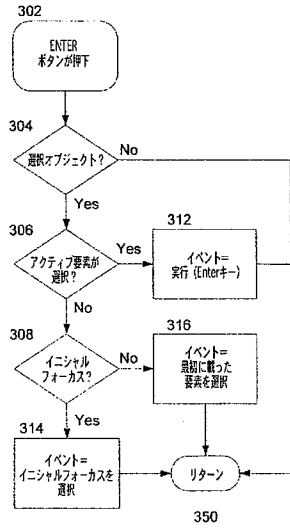 302
ENTER
ボタンが押下
304
選択オブジェクト?
No
Yes
306
アクティブ要素が
選択?
Yes
312
イベント=
実行(Enterキー)
No
308
イニシャル
フォーカス?
No
316
イベント=
最初に載った
要素を選択
Yes
314
イベント=
イニシャルフォーカスを
選択
リターン
350